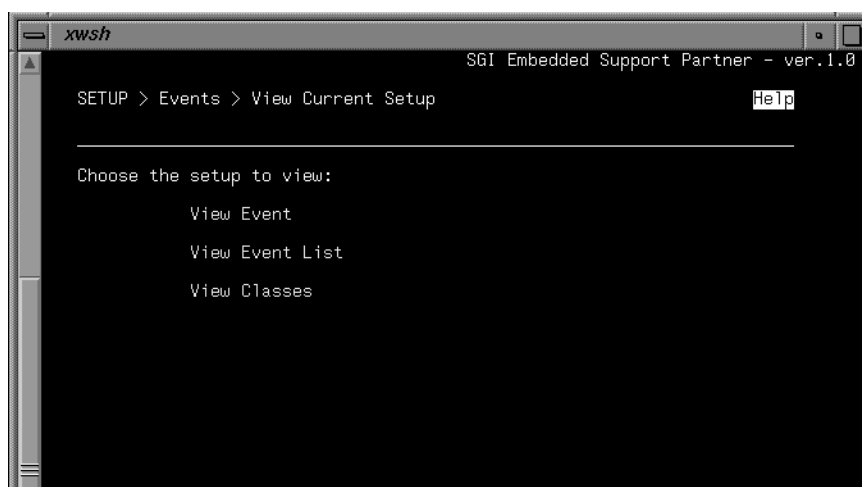 xwsh
SGI Embedded Support Partner - ver.1.0
SETUP > Events > View Current Setup Help
Choose the setup to view:
View Event
View Event List
View Classes